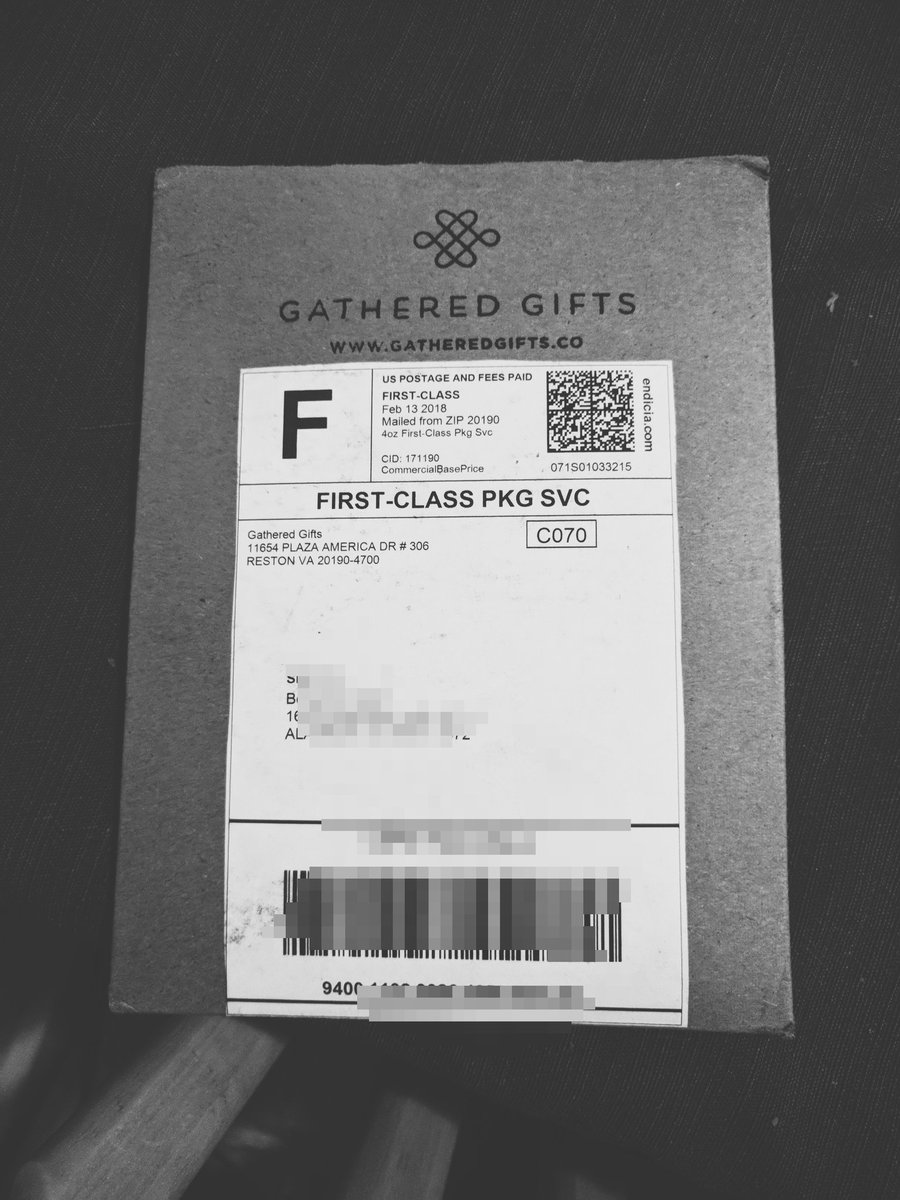 GATHERED GIFTS
WWW.GATHEREDGIFTS.CO
F
US POSTAGE AND FEES PAID
FIRST-CLASS
Feb 13 2018
Mailed from ZIP 20190
4oz First-Class Pkg Svc
CID: 171190
CommercialBasePrice
endicia.com
071S01033215
FIRST-CLASS PKG SVC
Gathered Gifts
11654 PLAZA AMERICA DR # 306
RESTON VA 20190-4700
C070
9400